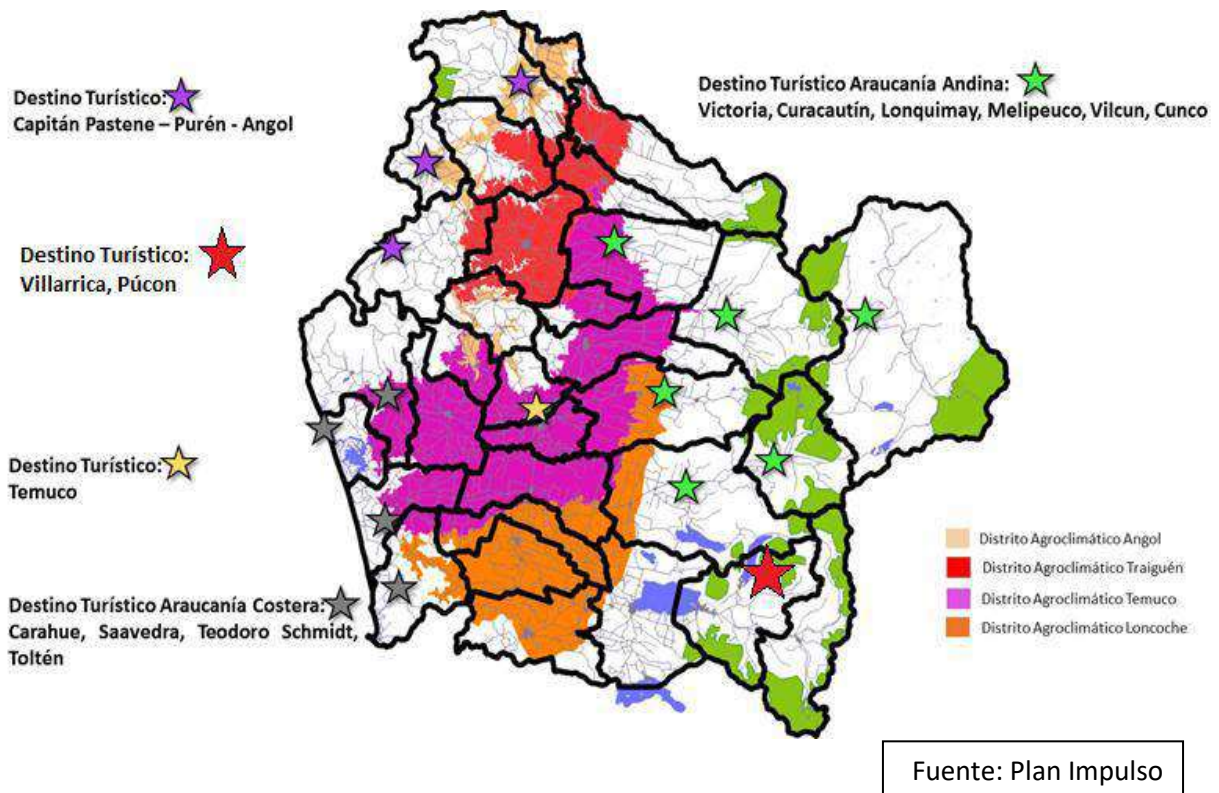 Destino Turístico:
Capitán Pastene – Purén - Angol
Destino Turístico Araucanía Andina:
Victoria, Curacautín, Lonquimay, Melipeuco, Vilcun, Cunco
Destino Turístico:
Villarrica, Púcon
Destino Turístico:
Temuco
Destino Turístico Araucanía Costera:
Carahue, Saavedra, Teodoro Schmidt,
Toltén
Distrito Agroclimático Angol
Distrito Agroclimático Traiguén
Distrito Agroclimático Temuco
Distrito Agroclimático Loncoche
Fuente: Plan Impulso